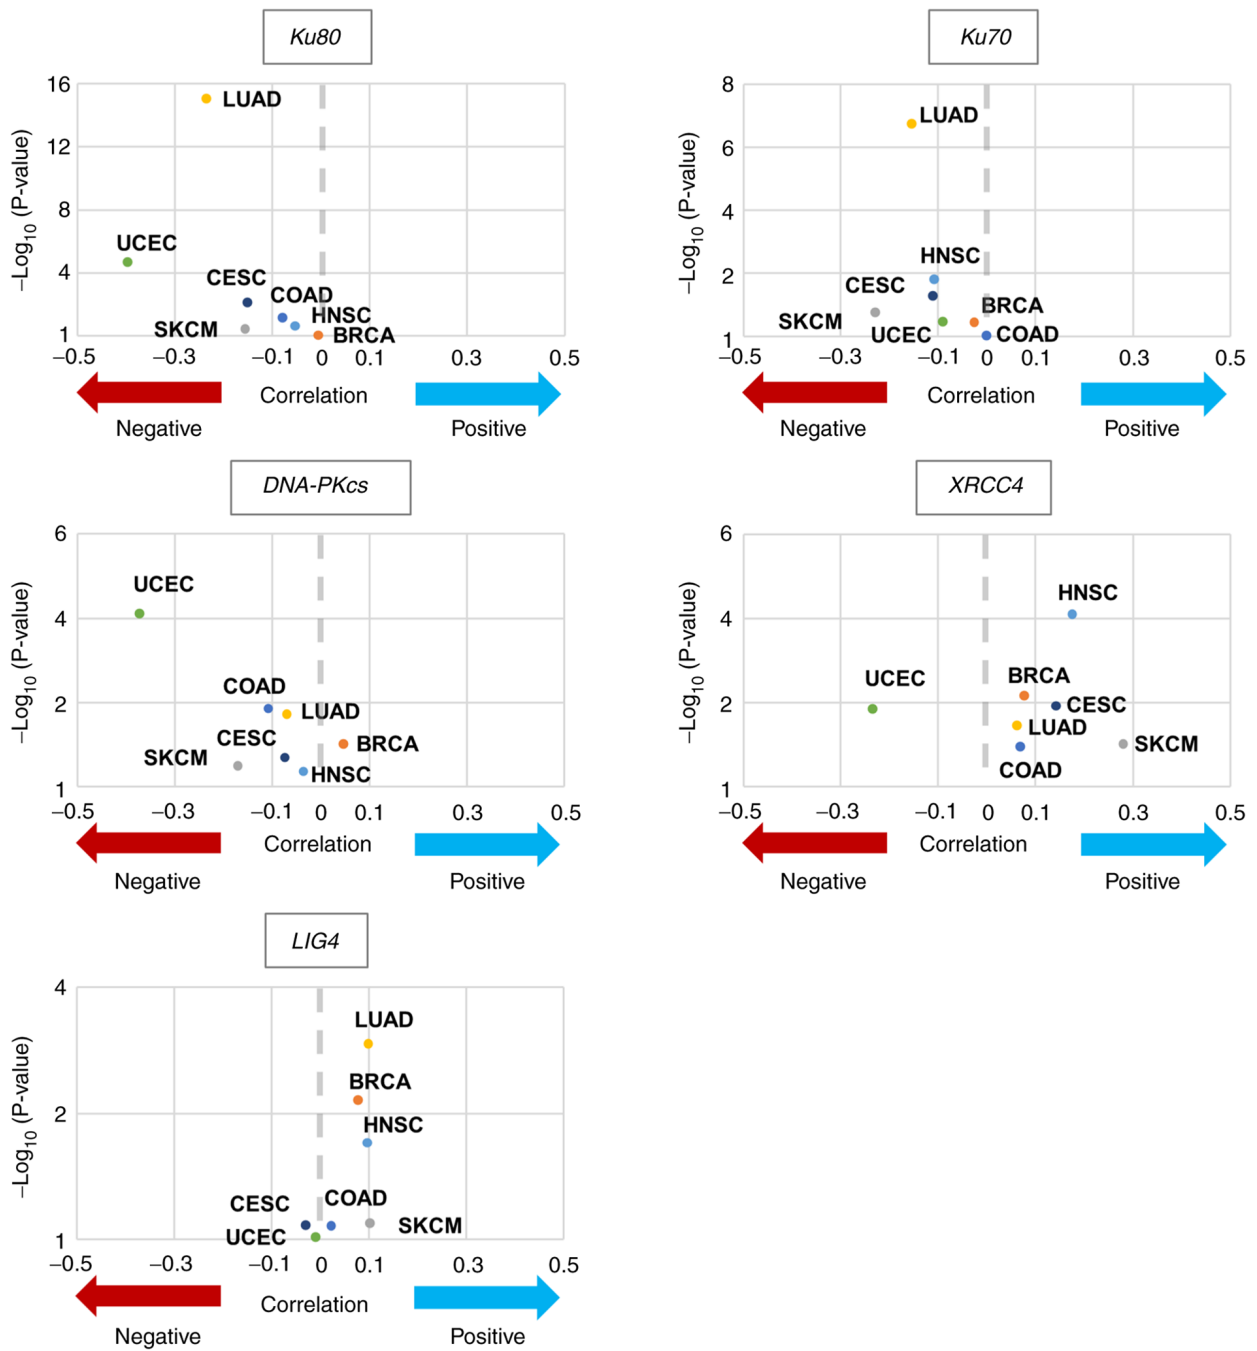 Ku80
16
12
8
4
1
–Log10 (P-value)
LUAD
UCEC
CESC
COAD
HNSC
SKCM
BRCA
–0.5
–0.3
–0.1
0
0.1
0.3
0.5
Correlation
Negative
Positive
Ku70
8
6
4
2
1
–Log10 (P-value)
LUAD
HNSC
CESC
BRCA
SKCM
UCEC
COAD
–0.5
–0.3
–0.1
0
0.1
0.3
0.5
Correlation
Negative
Positive
DNA-PKcs
6
4
2
1
–Log10 (P-value)
UCEC
COAD
LUAD
CESC
BRCA
SKCM
HNSC
–0.5
–0.3
–0.1
0
0.1
0.3
0.5
Correlation
Negative
Positive
XRCC4
6
4
2
1
–Log10 (P-value)
HNSC
UCEC
BRCA
CESC
LUAD
SKCM
COAD
–0.5
–0.3
–0.1
0
0.1
0.3
0.5
Correlation
Negative
Positive
LIG4
4
2
1
–Log10 (P-value)
LUAD
BRCA
HNSC
CESC
COAD
SKCM
UCEC
–0.5
–0.3
–0.1
0
0.1
0.3
0.5
Correlation
Negative
Positive